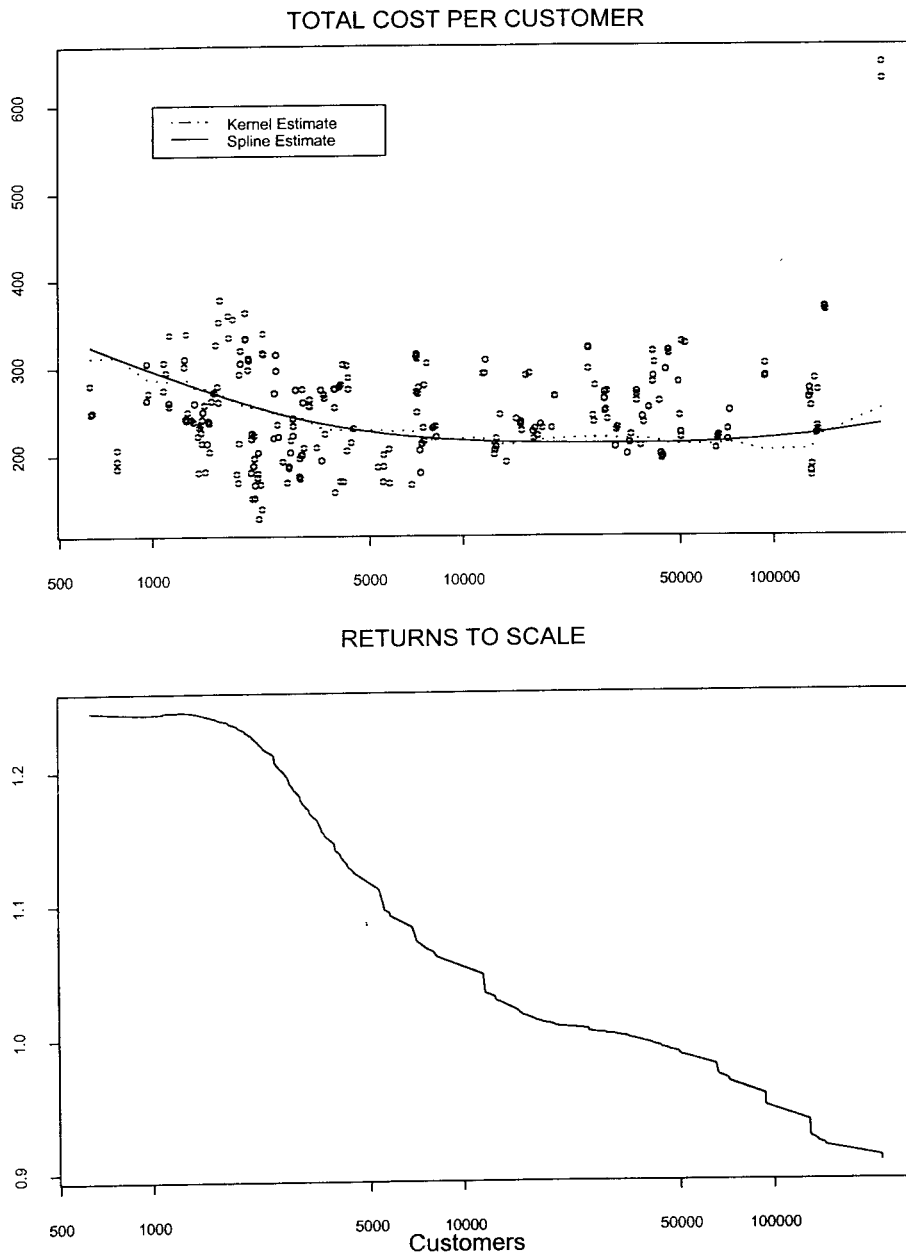 TOTAL COST PER CUSTOMER
600
500
400
300
200
Kernel Estimate
Spline Estimate
500 1000 5000 10000 50000 100000
RETURNS TO SCALE
1.2
1.1
1.0
0.9
500 1000 5000 10000 50000 100000
Customers